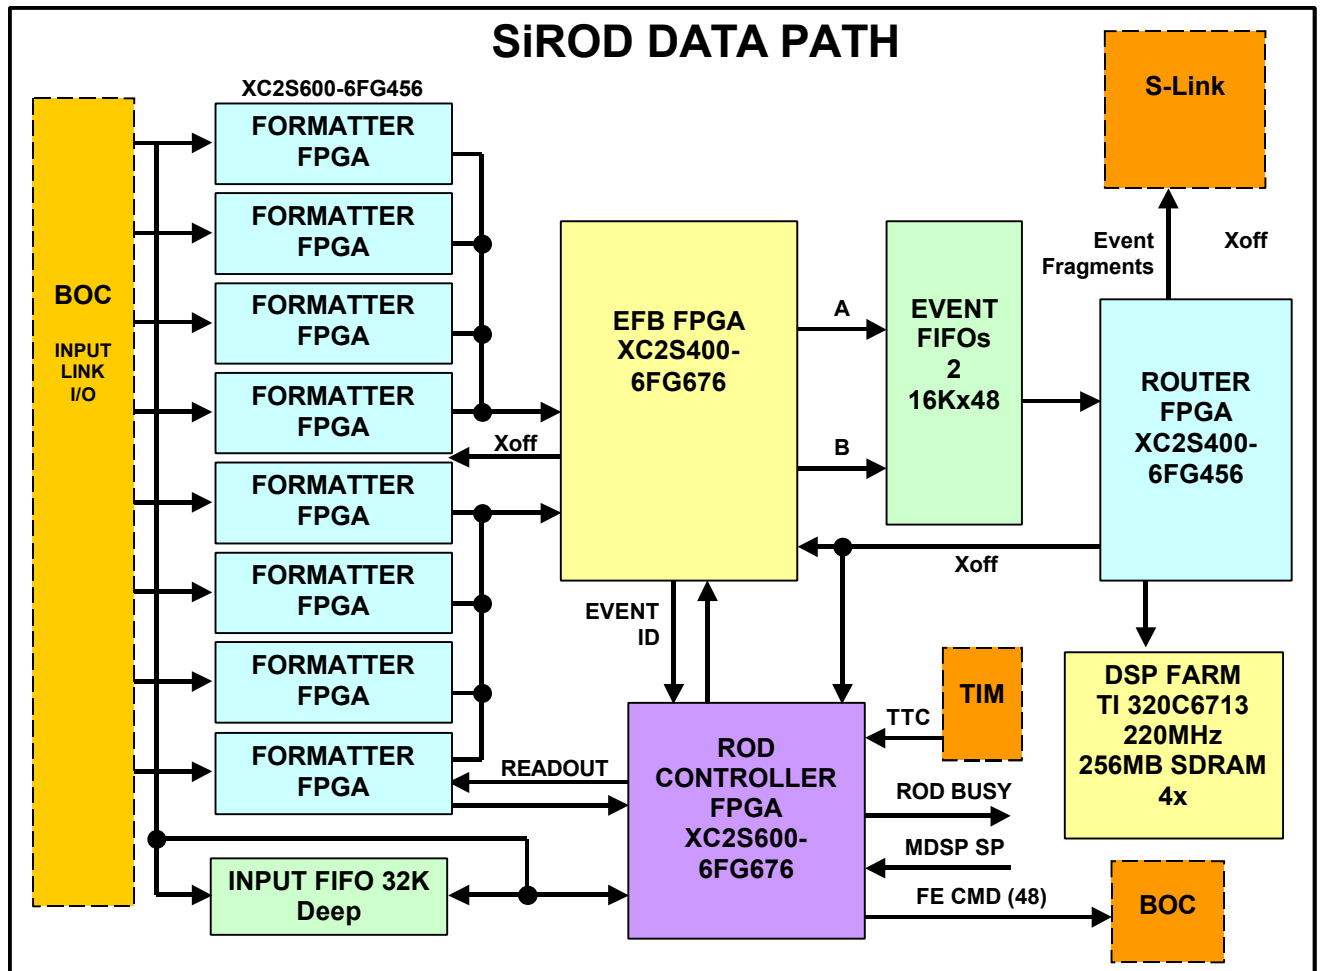 SiROD DATA PATH
XC2S600-6FG456
FORMATTER
FPGA
FORMATTER
FPGA
FORMATTER
FPGA
FORMATTER
FPGA
FORMATTER
FPGA
FORMATTER
FPGA
FORMATTER
FPGA
FORMATTER
FPGA
BOC
INPUT
LINK
I/O
INPUT FIFO 32K
Deep
Xoff
EFB FPGA
XC2S400-
6FG676
A
B
EVENT
FIFOs
2
16Kx48
S-Link
Event
Fragments
Xoff
ROUTER
FPGA
XC2S400-
6FG456
Xoff
EVENT
ID
READOUT
ROD
CONTROLLER
FPGA
XC2S600-
6FG676
TIM
TTC
ROD BUSY
MDSP SP
FE CMD (48)
DSP FARM
TI 320C6713
220MHz
256MB SDRAM
4x
BOC